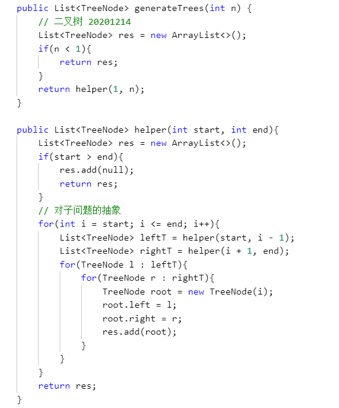 public List<TreeNode> generateTrees(int n) {
    // 二叉树 20201214
    List<TreeNode> res = new ArrayList<>();
    if(n < 1){
        return res;
    }
    return helper(1, n);
}

public List<TreeNode> helper(int start, int end){
    List<TreeNode> res = new ArrayList<>();
    if(start > end){
        res.add(null);
        return res;
    }
    // 对子问题的抽象
    for(int i = start; i <= end; i++){
        List<TreeNode> leftT = helper(start, i - 1);
        List<TreeNode> rightT = helper(i + 1, end);
        for(TreeNode l : leftT){
            for(TreeNode r : rightT){
                TreeNode root = new TreeNode(i);
                root.left = l;
                root.right = r;
                res.add(root);
            }
        }
    }
    return res;
}